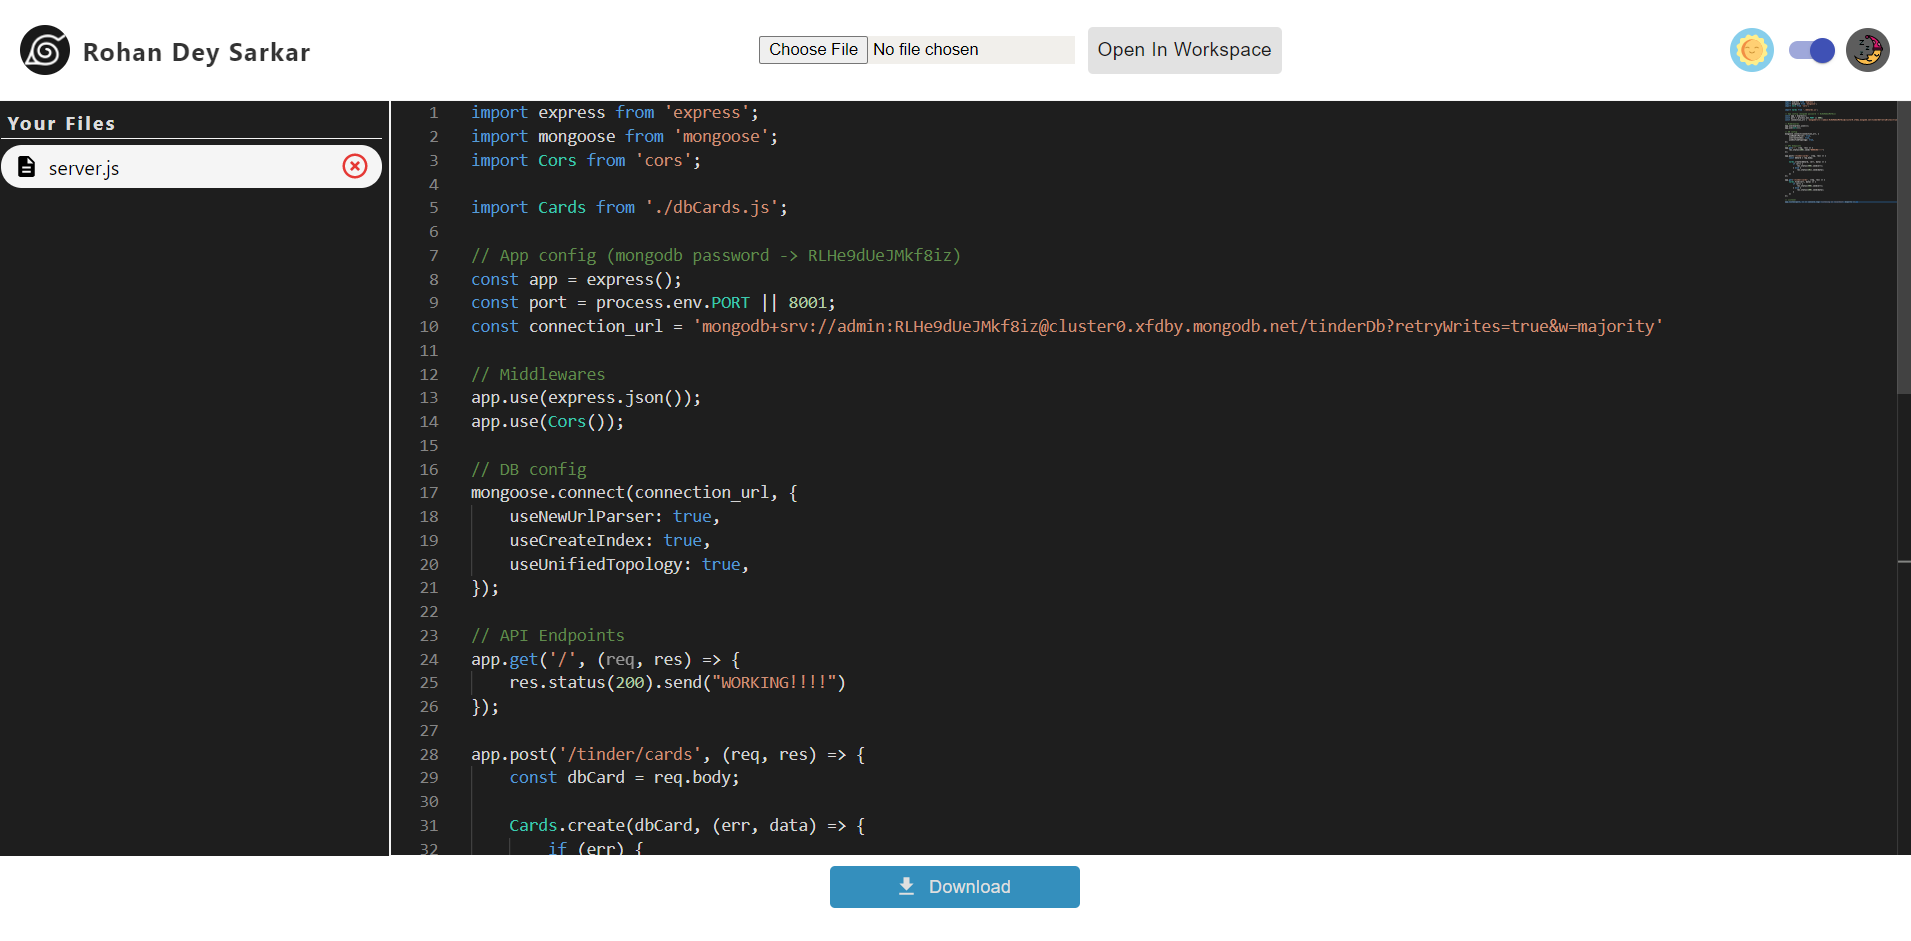 Rohan Dey Sarkar
Choose File No file chosen
Open In Workspace
Your Files
server.js
1 import express from 'express';
2 import mongoose from 'mongoose';
3 import Cors from 'cors';
4
5 import Cards from './dbCards.js';
6
7 // App config (mongodb password -> RLHe9dUeJMkf8iz)
8 const app = express();
9 const port = process.env.PORT || 8001;
10 const connection_url = 'mongodb+srv://admin:RLHe9dUeJMkf8iz@cluster0.xfdby.mongodb.net/tinderDb?retryWrites=true&w=majority'
11
12 // Middlewares
13 app.use(express.json());
14 app.use(Cors());
15
16 // DB config
17 mongoose.connect(connection_url, {
18 useNewUrlParser: true,
19 useCreateIndex: true,
20 useUnifiedTopology: true,
21 });
22
23 // API Endpoints
24 app.get('/', (req, res) => {
25 res.status(200).send("WORKING!!!!")
26 });
27
28 app.post('/tinder/cards', (req, res) => {
29 const dbCard = req.body;
30
31 Cards.create(dbCard, (err, data) => {
32 if (err) {
Download